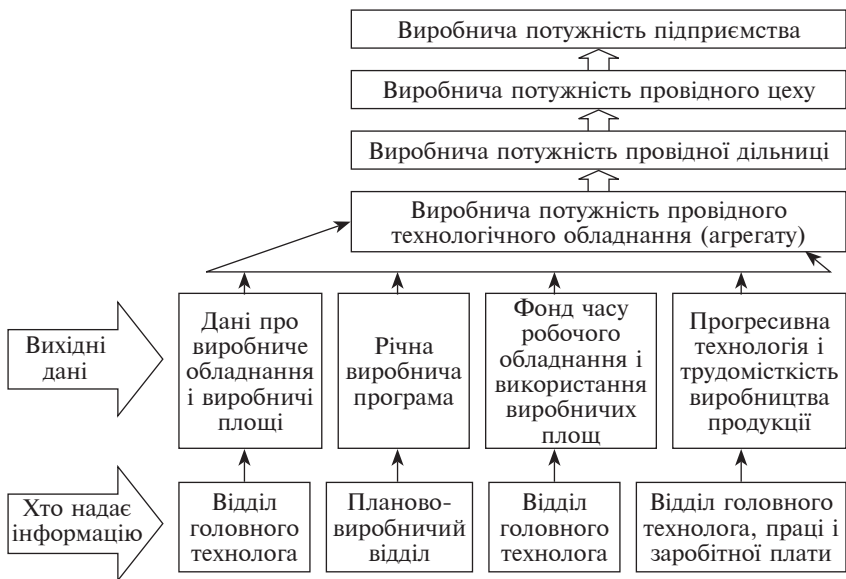 Виробнича потужність підприємства
Виробнича потужність провідного цеху
Виробнича потужність провідної дільниці
Виробнича потужність провідного
технологічного обладнання (агрегату)
Вихідні
дані
Дані про
виробниче
обладнання
і виробничі
площі
Річна
виробнича
програма
Фонд часу
робочого
обладнання і
використання
виробничих
площ
Прогресивна
технологія і
трудомісткість
виробництва
продукції
Хто надає
інформацію
Відділ
головного
технолога
Планово-
виробничий
відділ
Відділ
головного
технолога
Відділ головного
технолога, праці і
заробітної плати